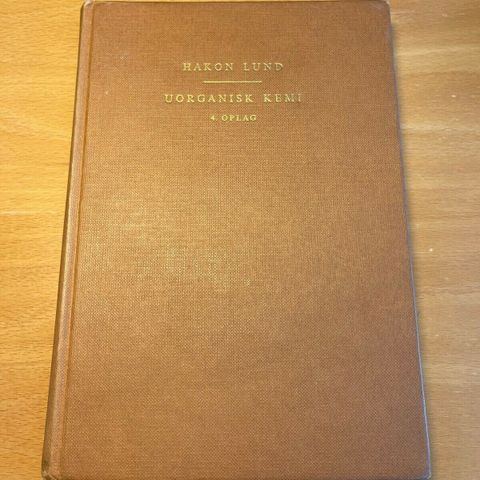 HAKON LUND
UORGANISK KEMI
4. OPLAG